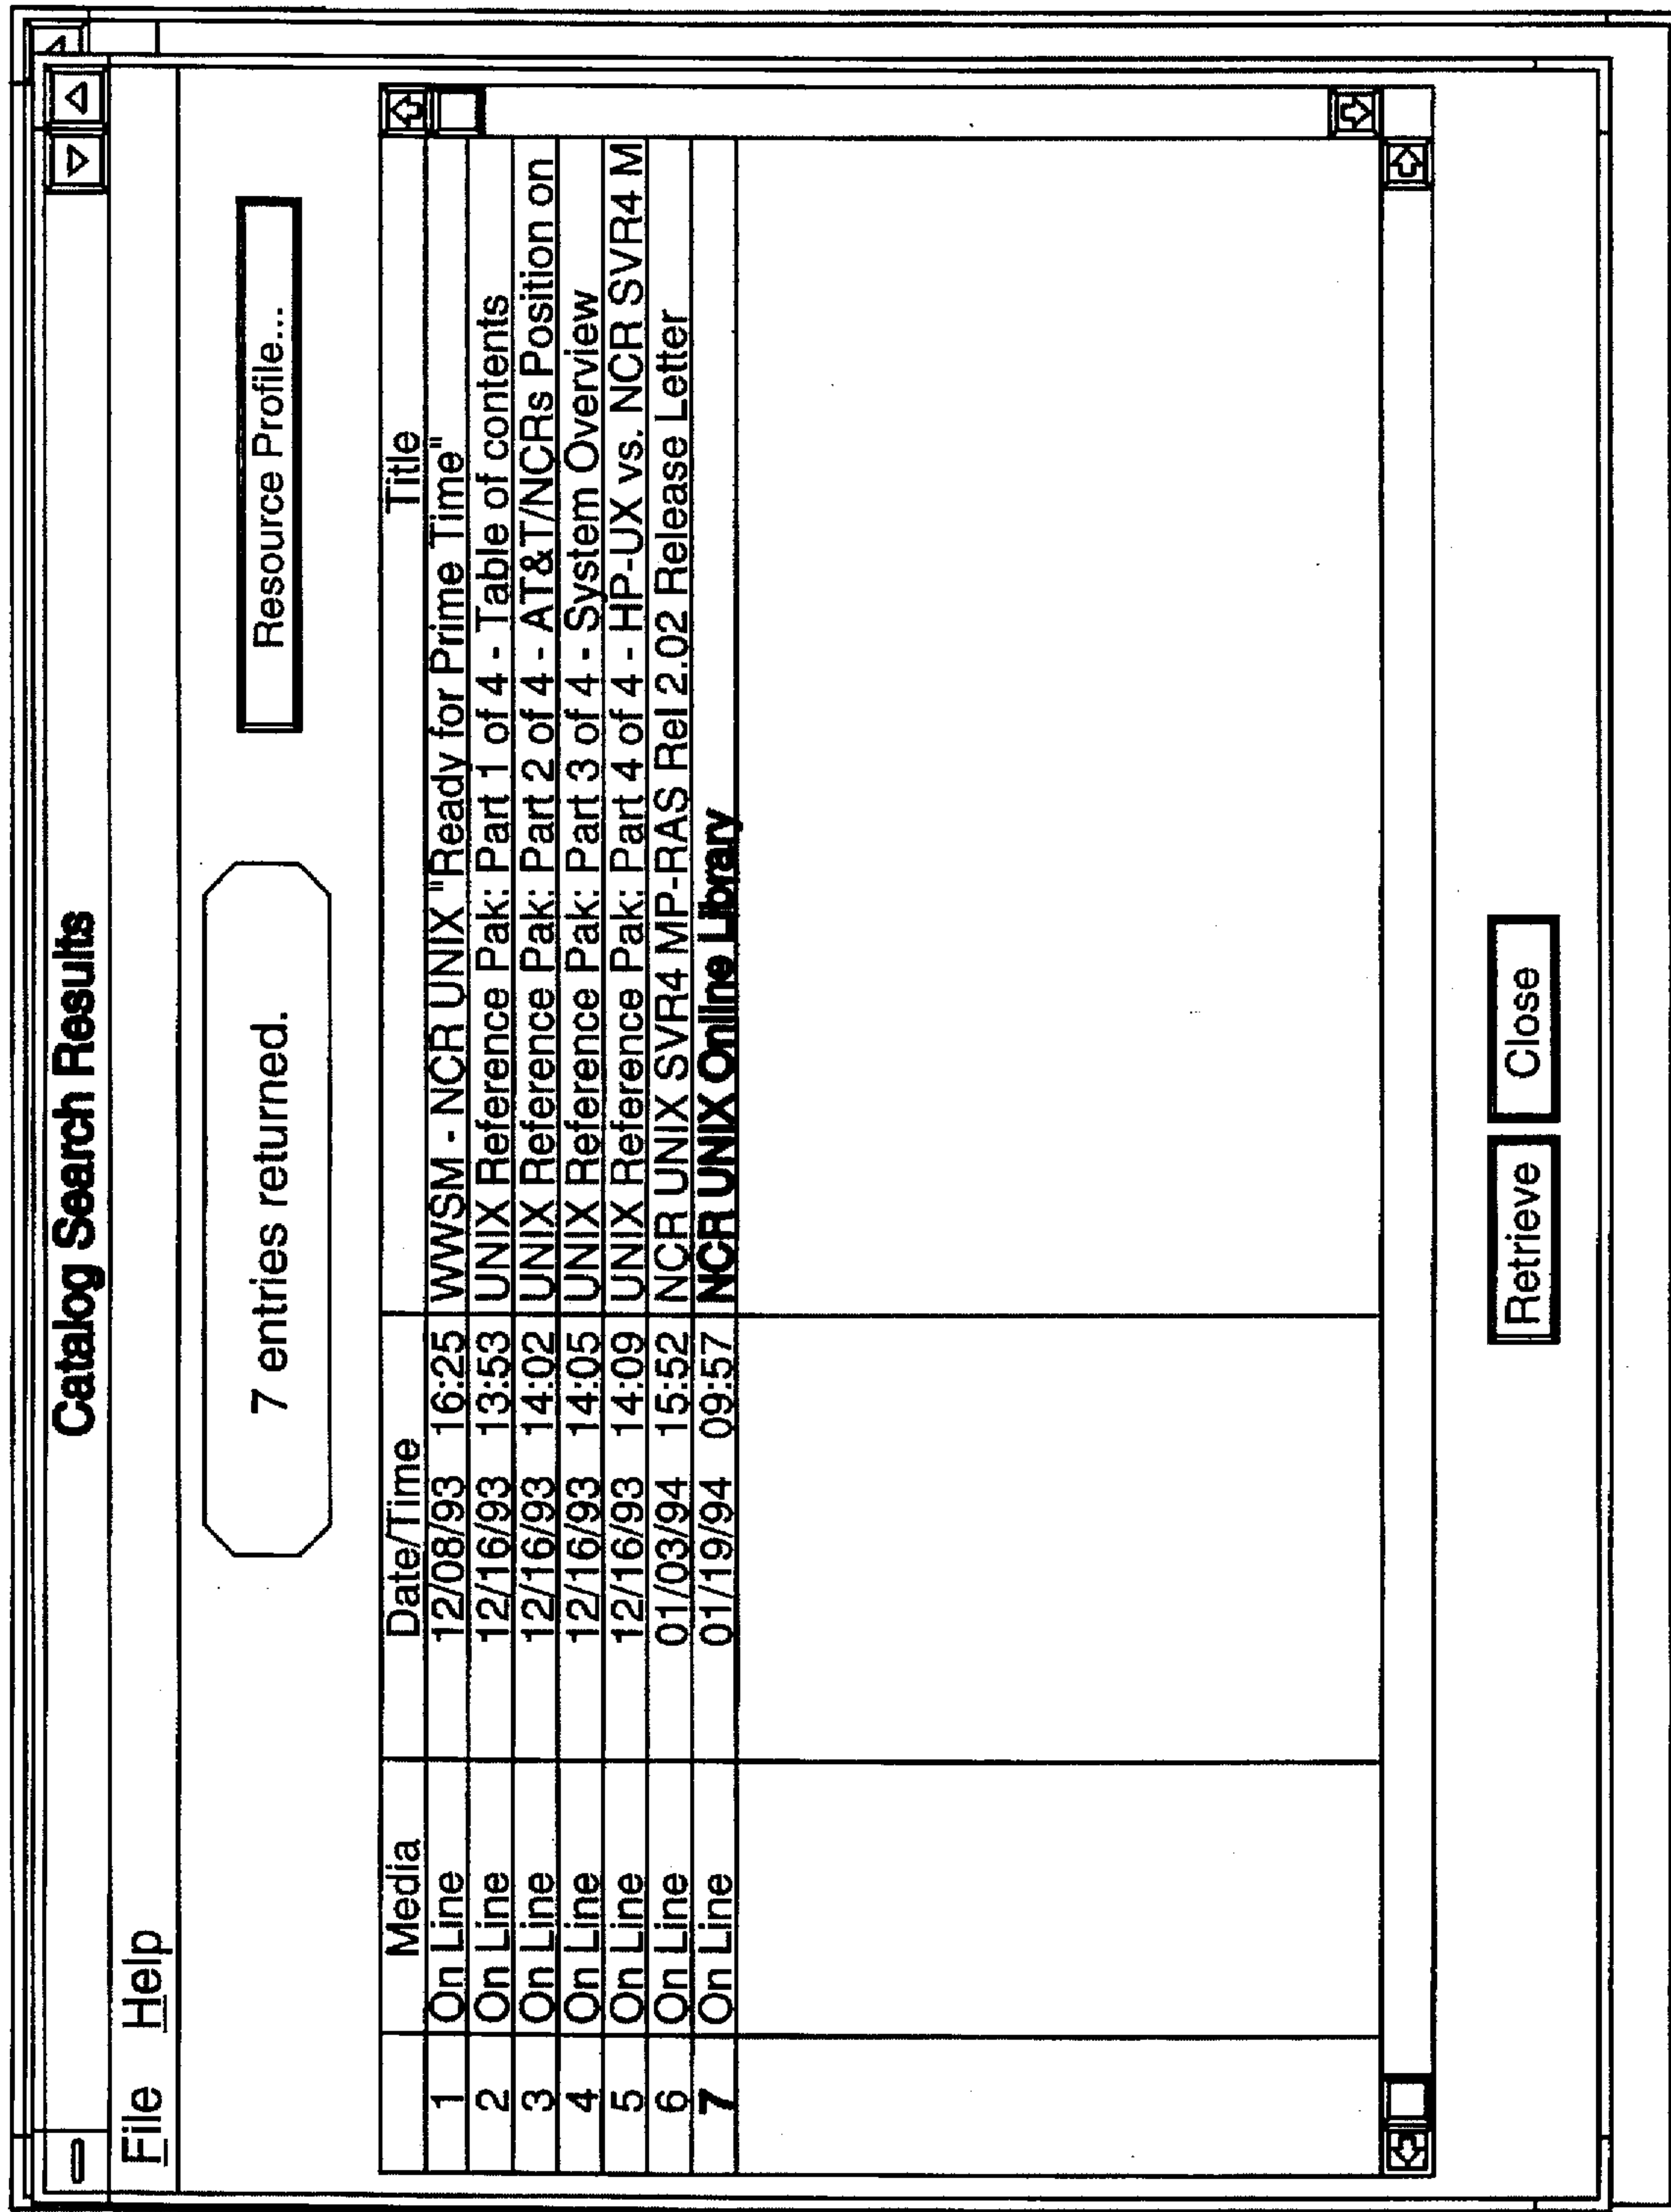 Catalog Search Results
File Help
7 entries returned.
Resource Profile...
Media Date/Time Title
1 On Line 12/08/93 16:25 WWSM - NCR UNIX "Ready for Prime Time"
2 On Line 12/16/93 13:53 UNIX Reference Pak: Part 1 of 4 - Table of contents
3 On Line 12/16/93 14:02 UNIX Reference Pak: Part 2 of 4 - AT&T/NCRs Position on
4 On Line 12/16/93 14:05 UNIX Reference Pak: Part 3 of 4 - System Overview
5 On Line 12/16/93 14:09 UNIX Reference Pak: Part 4 of 4 - HP-UX vs. NCR SVR4 M
6 On Line 01/03/94 15:52 NCR UNIX SVR4 MP-RAS Rel 2.02 Release Letter
7 On Line 01/19/94 09:57 NCR UNIX Online Library
Retrieve Close